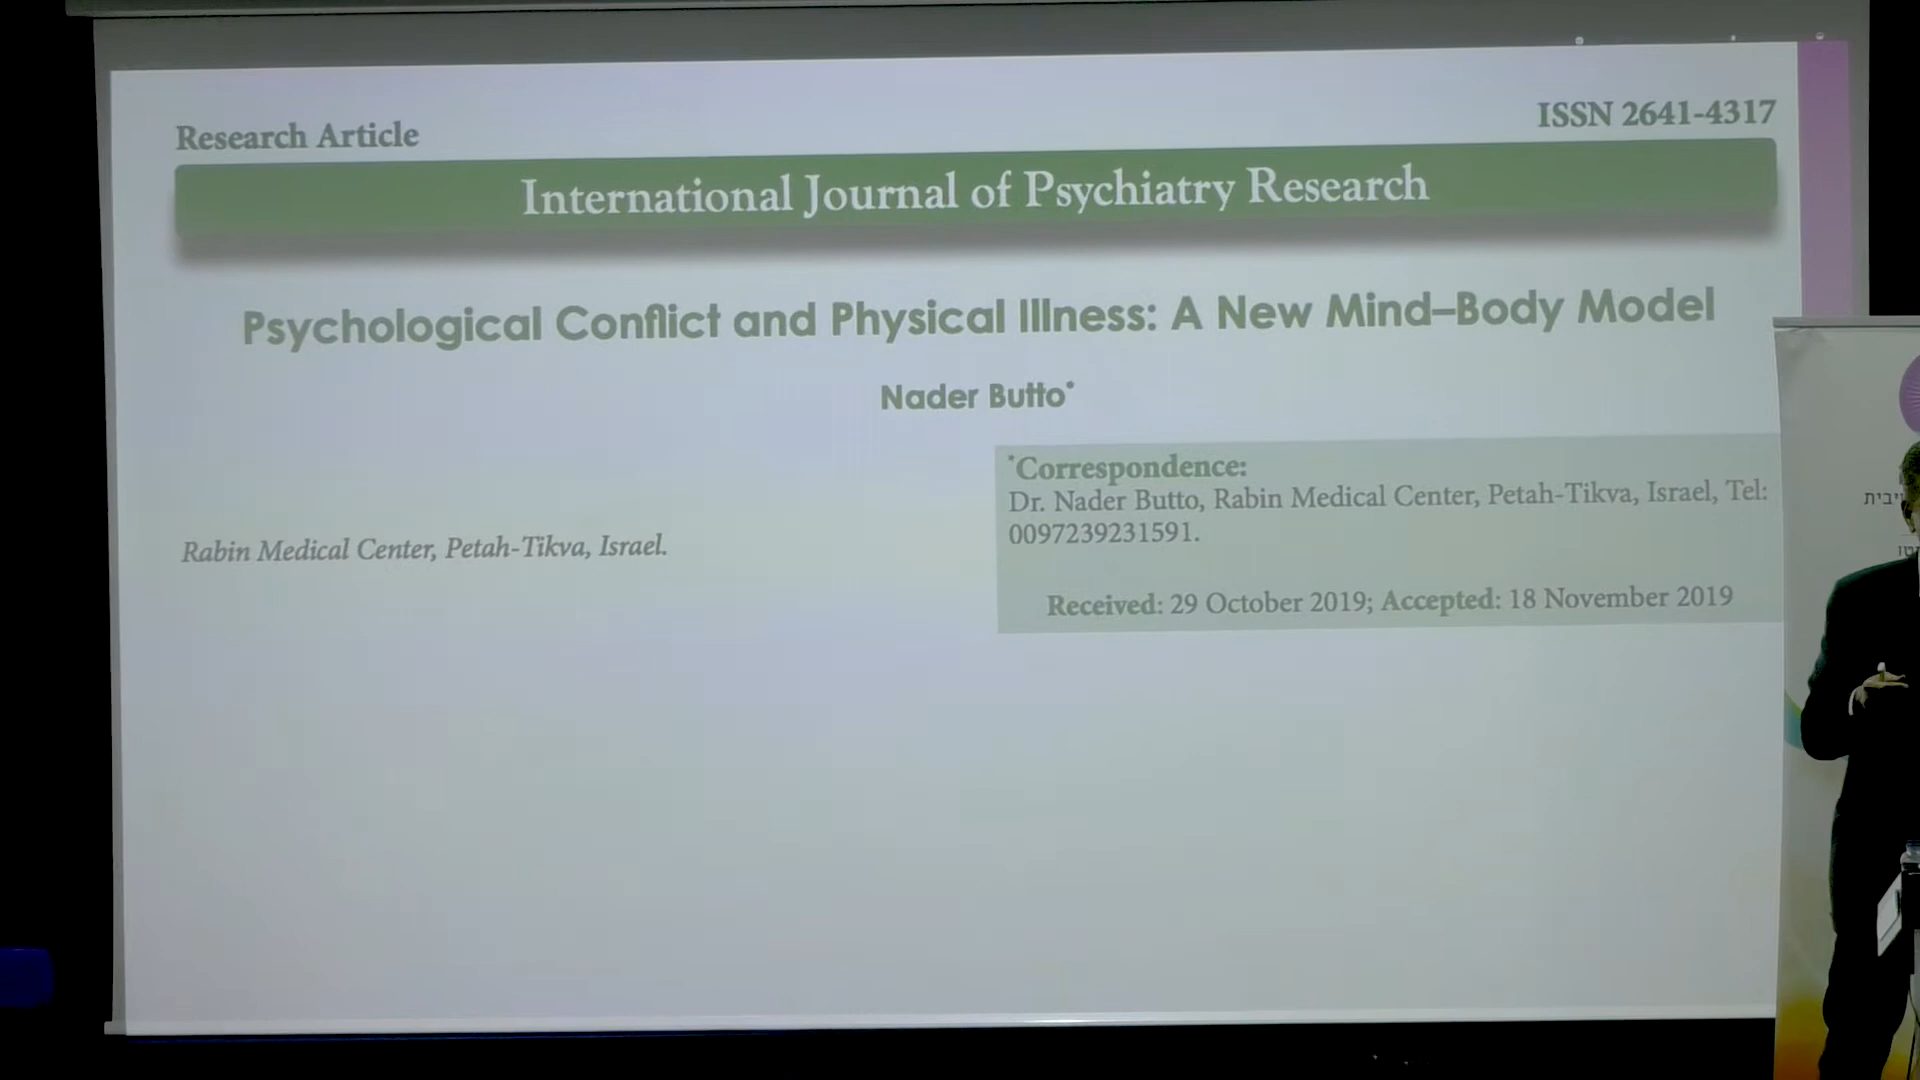 Research Article
ISSN 2641-4317
International Journal of Psychiatry Research
Psychological Conflict and Physical Illness: A New Mind–Body Model
Nader Butto*
Rabin Medical Center, Petah-Tikva, Israel.
*Correspondence:
Dr. Nader Butto, Rabin Medical Center, Petah-Tikva, Israel, Tel:
0097239231591.
Received: 29 October 2019; Accepted: 18 November 2019